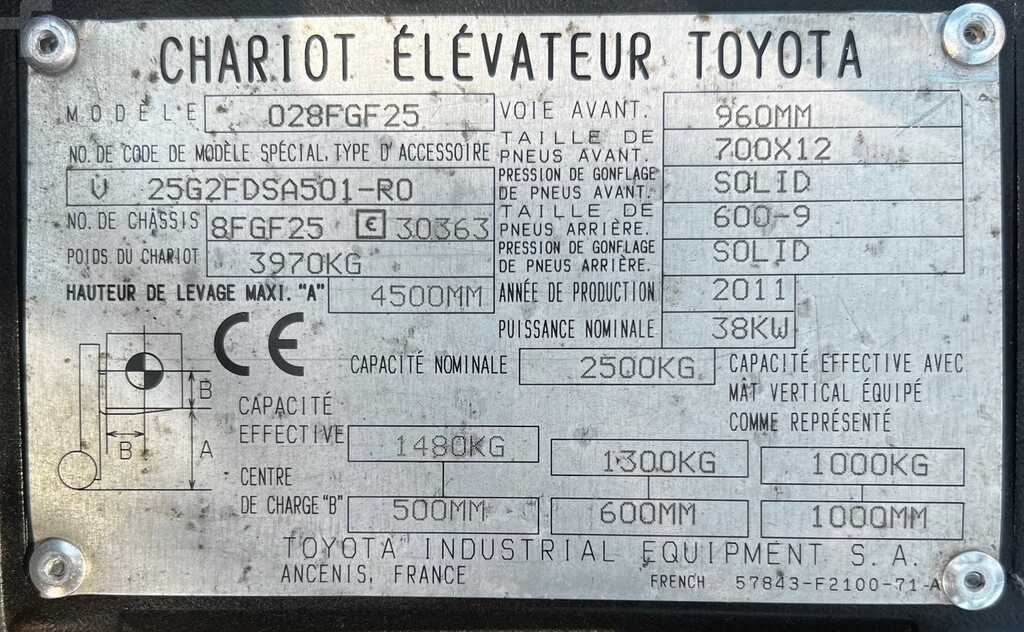 CHARIOT ÉLÉVATEUR TOYOTA
MODÈLE 028FGF25
NO. DE CODE DE MODÈLE SPÉCIAL, TYPE D'ACCESSOIRE
V 25G2FDSA501-R0
NO. DE CHÂSSIS 8FGF25 € 30363
POIDS DU CHARIOT 3970KG
HAUTEUR DE LEVAGE MAXI. "A" 4500MM
VOIE AVANT. 960MM
TAILLE DE PNEUS AVANT. 700X12
PRESSION DE GONFLAGE DE PNEUS AVANT. SOLID
TAILLE DE PNEUS ARRIÈRE. 600-9
PRESSION DE GONFLAGE DE PNEUS ARRIÈRE. SOLID
ANNÉE DE PRODUCTION 2011
PUISSANCE NOMINALE 38KW
CE
B
B
A
CAPACITÉ NOMINALE 2500KG
CAPACITÉ EFFECTIVE AVEC
MÂT VERTICAL ÉQUIPÉ
COMME REPRÉSENTÉ
CAPACITÉ
EFFECTIVE 1480KG 1300KG 1000KG
CENTRE
DE CHARGE "B" 500MM 600MM 1000MM
TOYOTA INDUSTRIAL EQUIPMENT S.A.
ANCENIS, FRANCE
FRENCH 57843-F2100-71-A